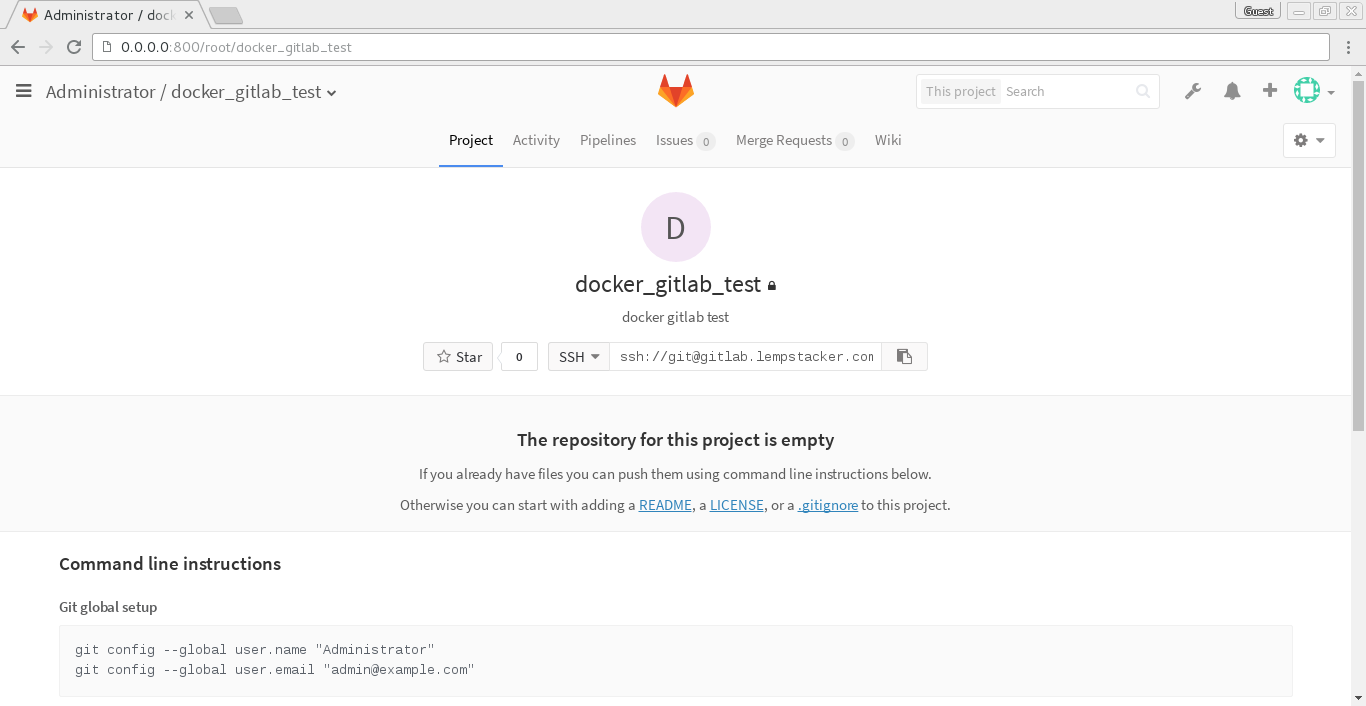 Administrator / dock
Guest
0.0.0.0:800/root/docker_gitlab_test
Administrator / docker_gitlab_test
This project Search
Project Activity Pipelines Issues 0 Merge Requests 0 Wiki
D
docker_gitlab_test
docker gitlab test
Star 0 SSH ssh://git@gitlab.lempstacker.com
The repository for this project is empty
If you already have files you can push them using command line instructions below.
Otherwise you can start with adding a README, a LICENSE, or a .gitignore to this project.
Command line instructions
Git global setup
git config --global user.name "Administrator"
git config --global user.email "admin@example.com"